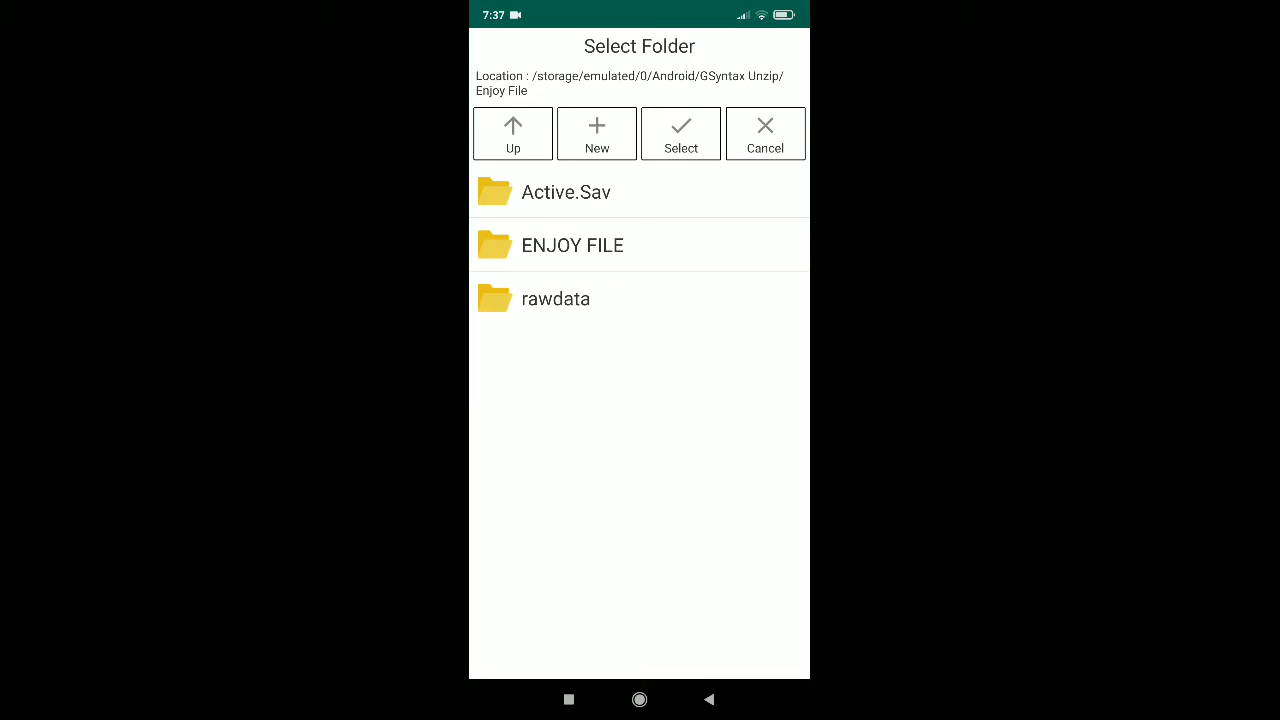 7:37
Select Folder
Location : /storage/emulated/0/Android/GSyntax Unzip/
Enjoy File
Up
New
Select
Cancel
Active.Sav
ENJOY FILE
rawdata